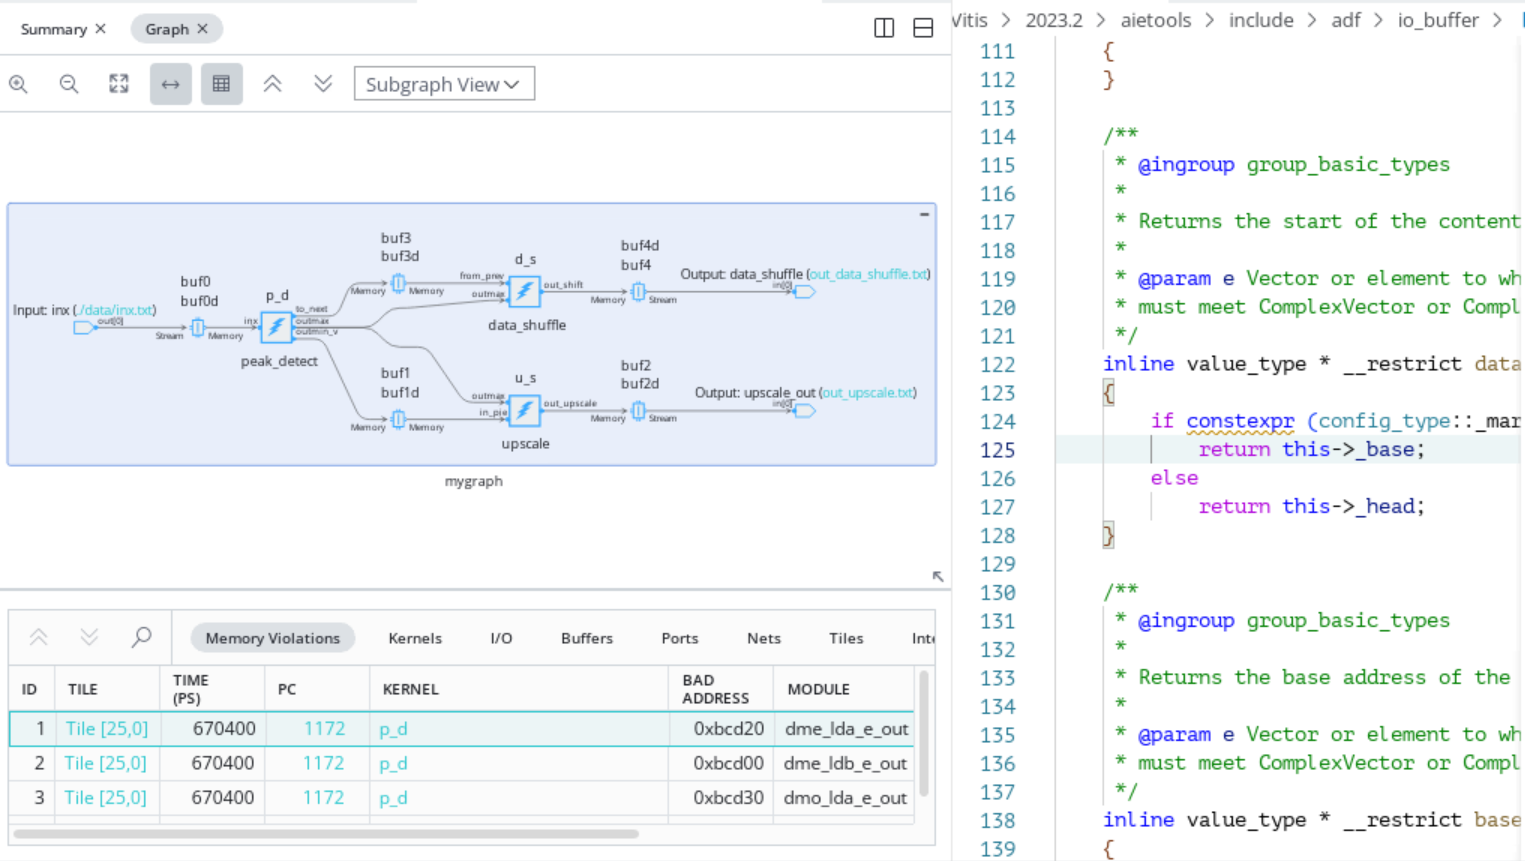 Summary × Graph ×
Subgraph View
Input: inx (./data/inx.txt)
out[0]
Stream
buf0
buf0d
Memory
inx
p_d
peak_detect
to_next
outmax
outmin_v
buf3
buf3d
Memory
Memory
from_prev
outmax
d_s
data_shuffle
out_shift
buf4d
buf4
Memory
Stream
Output: data_shuffle (out_data_shuffle.txt)
in[0]
buf1
buf1d
Memory
Memory
outmax
u_s
upscale
out_upscale
buf2
buf2d
Memory
Stream
Output: upscale_out (out_upscale.txt)
in[0]
mygraph
Memory Violations Kernels I/O Buffers Ports Nets Tiles Inte
ID TILE TIME (PS) PC KERNEL BAD ADDRESS MODULE
1 Tile [25,0] 670400 1172 p_d 0xbcd20 dme_lda_e_out
2 Tile [25,0] 670400 1172 p_d 0xbcd00 dme_ldb_e_out
3 Tile [25,0] 670400 1172 p_d 0xbcd30 dmo_lda_e_out
Vitis > 2023.2 > aietools > include > adf > io_buffer >
111 {
112 }
113
114 /**
115 * @ingroup group_basic_types
116 *
117 * Returns the start of the content
118 *
119 * @param e Vector or element to wh
120 * must meet ComplexVector or Compl
121 */
122 inline value_type * __restrict data
123 {
124 if constexpr (config_type::_mar
125 return this->_base;
126 else
127 return this->_head;
128 }
129
130 /**
131 * @ingroup group_basic_types
132 *
133 * Returns the base address of the
134 *
135 * @param e Vector or element to wh
136 * must meet ComplexVector or Compl
137 */
138 inline value_type * __restrict base
139 {